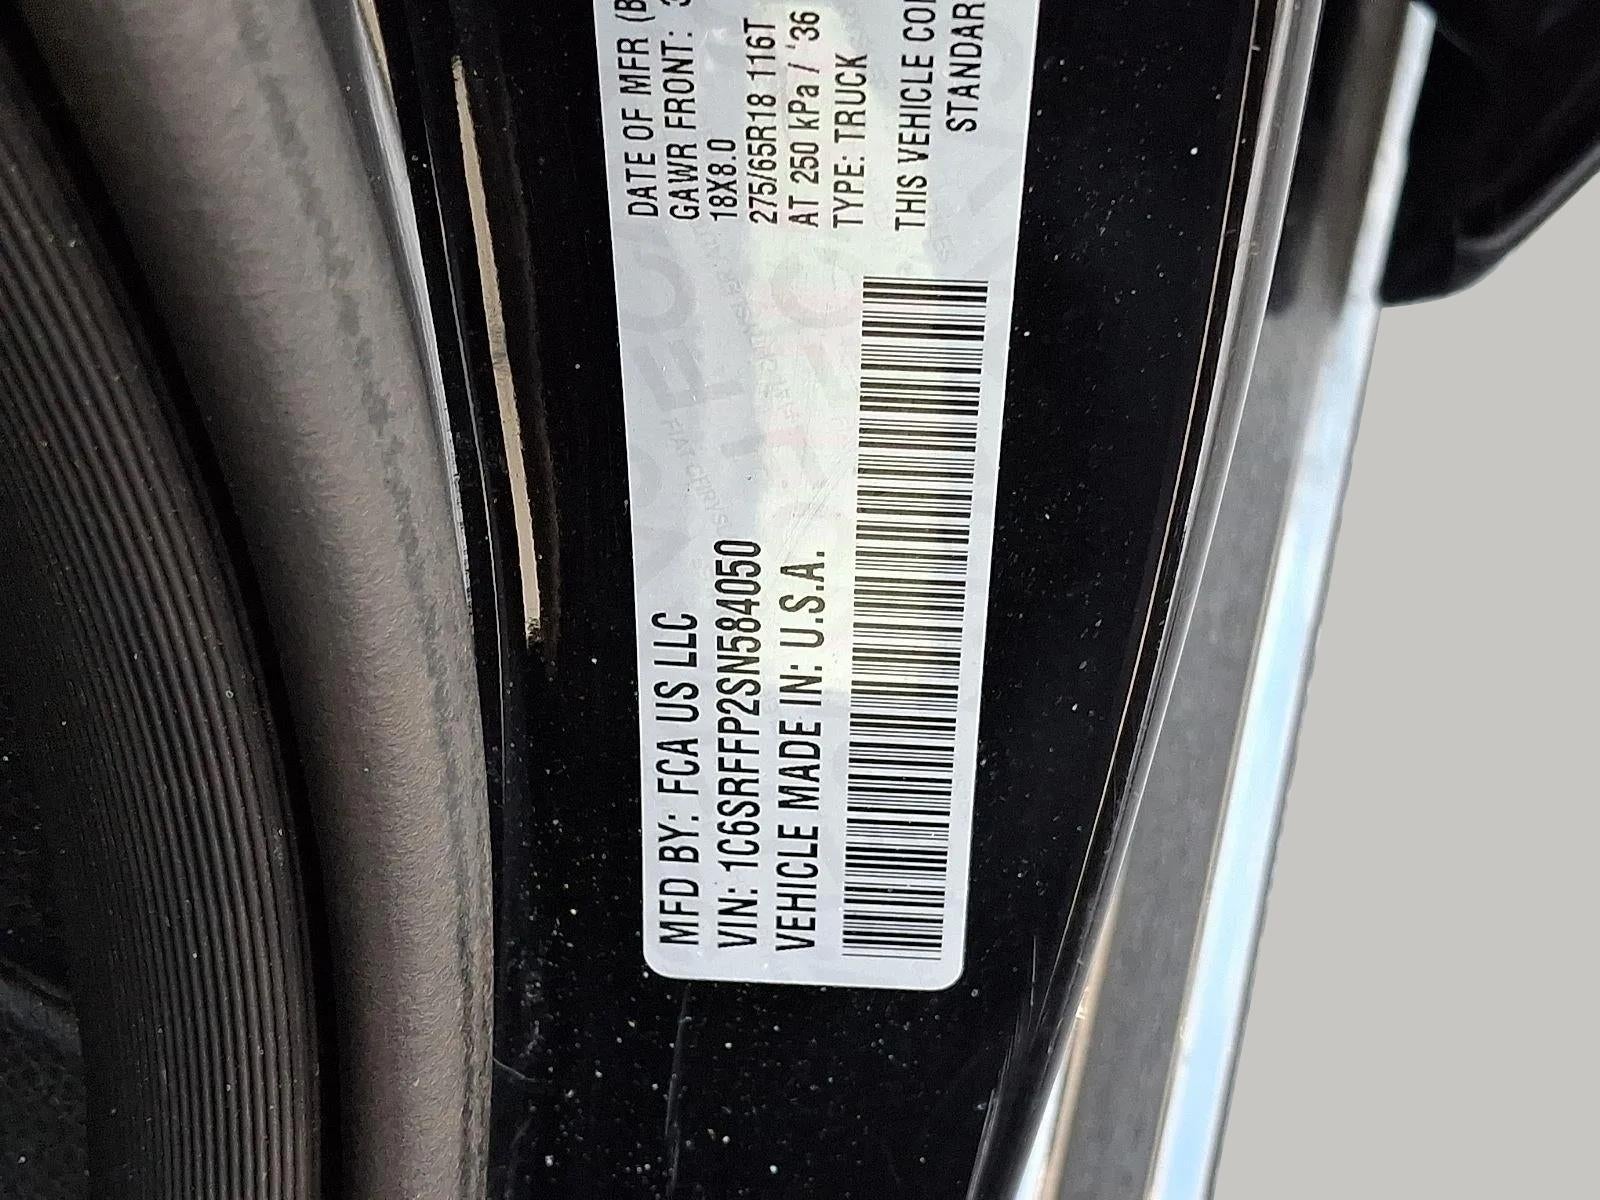 MFD BY: FCA US LLC
VIN: 1C6SRFFP2SN584050
VEHICLE MADE IN: U.S.A.
DATE OF MFR
GAWR FRONT:
18X8.0
275/65R18 116T
AT 250 kPa / 36
TYPE: TRUCK
THIS VEHICLE